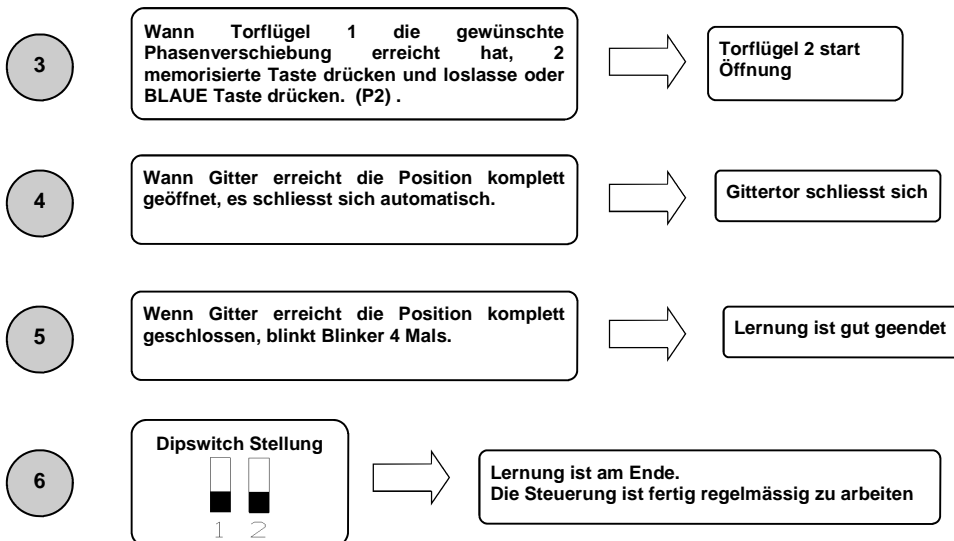 3
Wann Torflügel 1 die gewünschte
Phasenverschiebung erreicht hat, 2
memorisierte Taste drücken und loslasse oder
BLAUE Taste drücken. (P2) .
Torflügel 2 start
Öffnung
4
Wann Gitter erreicht die Position komplett
geöffnet, es schliesst sich automatisch.
Gittertor schliesst sich
5
Wenn Gitter erreicht die Position komplett
geschlossen, blinkt Blinker 4 Mals.
Lernung ist gut geendet
6
Dipswitch Stellung
1 2
Lernung ist am Ende.
Die Steuerung ist fertig regelmässig zu arbeiten